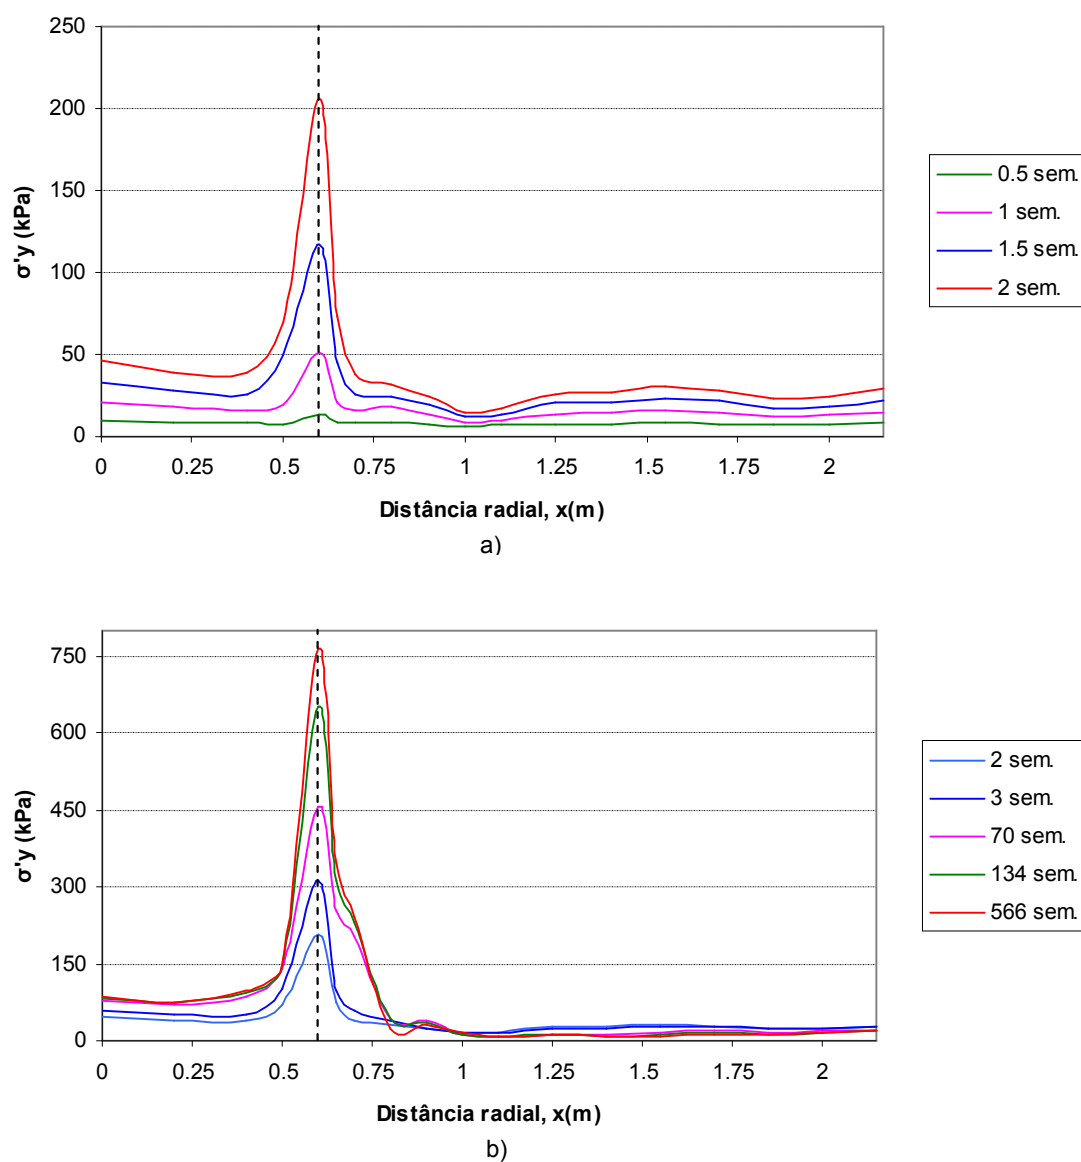 250
200
150
100
50
0
σ'y (kPa)
0 0.25 0.5 0.75 1 1.25 1.5 1.75 2
Distância radial, x(m)
0.5 sem.
1 sem.
1.5 sem.
2 sem.
a)
750
600
450
300
150
0
σ'y (kPa)
0 0.25 0.5 0.75 1 1.25 1.5 1.75 2
Distância radial, x(m)
2 sem.
3 sem.
70 sem.
134 sem.
566 sem.
b)